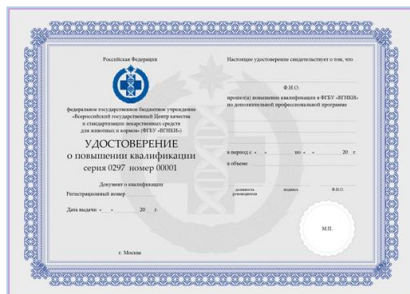 Российская Федерация
федеральное государственное бюджетное учреждение
«Всероссийский государственный Центр качества
и стандартизации лекарственных средств
для животных и кормов» (ФГБУ «ВГНКИ»)
УДОСТОВЕРЕНИЕ
о повышении квалификации
серия 0297 номер 00001
Документ о квалификации
Регистрационный номер
Дата выдачи « » 20 г.
г. Москва
Настоящее удостоверение свидетельствует о том, что
Ф.И.О.
прошел(а) повышение квалификации в ФГБУ «ВГНКИ»
по дополнительной профессиональной программе
в период с « » по « » 20 г.
в объеме
должность подпись Ф.И.О.
руководителя
М.П.